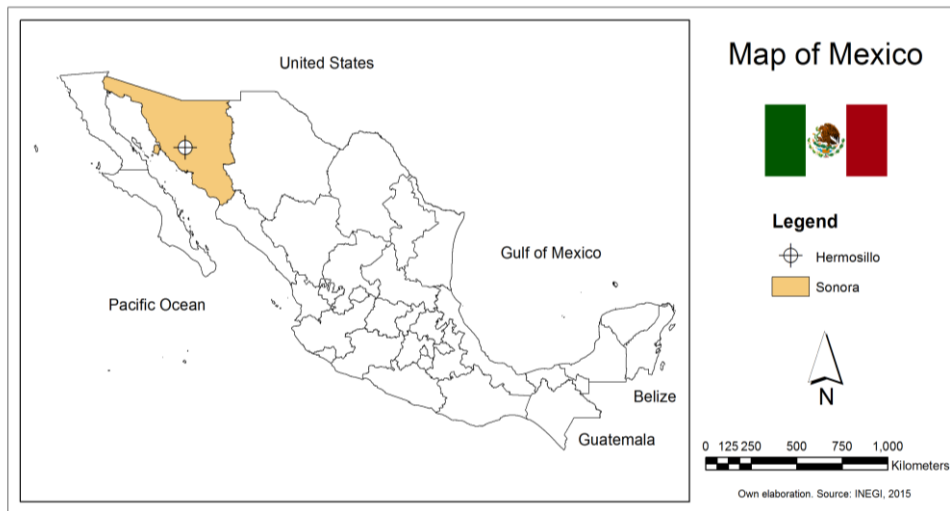 United States
Gulf of Mexico
Pacific Ocean
Belize
Guatemala
Map of Mexico
Legend
Hermosillo
Sonora
N
0 125 250 500 750 1,000
Kilometers
Own elaboration. Source: INEGI, 2015